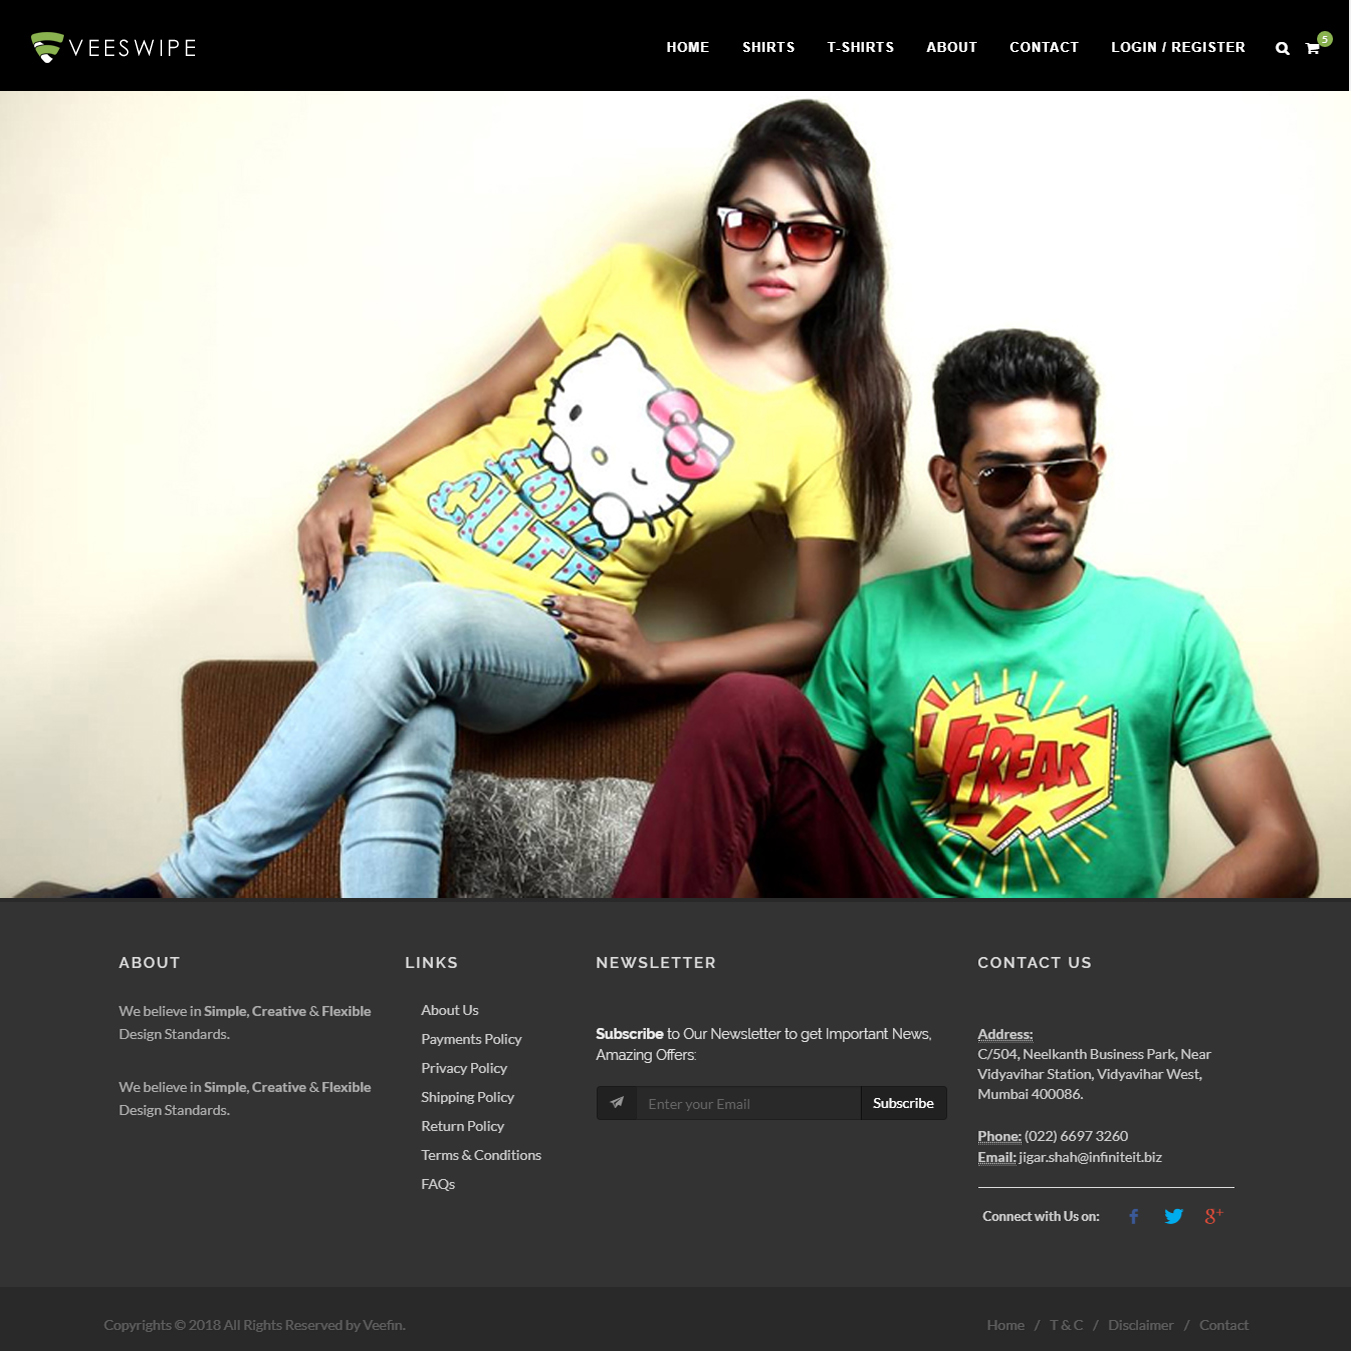 VEESWIPE
HOME SHIRTS T-SHIRTS ABOUT CONTACT LOGIN / REGISTER 5
TOO
CUTE
FREAK
ABOUT
We believe in Simple, Creative & Flexible
Design Standards.
We believe in Simple, Creative & Flexible
Design Standards.
LINKS
About Us
Payments Policy
Privacy Policy
Shipping Policy
Return Policy
Terms & Conditions
FAQs
NEWSLETTER
Subscribe to Our Newsletter to get Important News,
Amazing Offers:
Enter your Email Subscribe
CONTACT US
Address:
C/504, Neelkanth Business Park, Near
Vidyavihar Station, Vidyavihar West,
Mumbai 400086.
Phone: (022) 6697 3260
Email: jigar.shah@infiniteit.biz
Connect with Us on:
Copyrights © 2018 All Rights Reserved by Veefin.
Home / T & C / Disclaimer / Contact